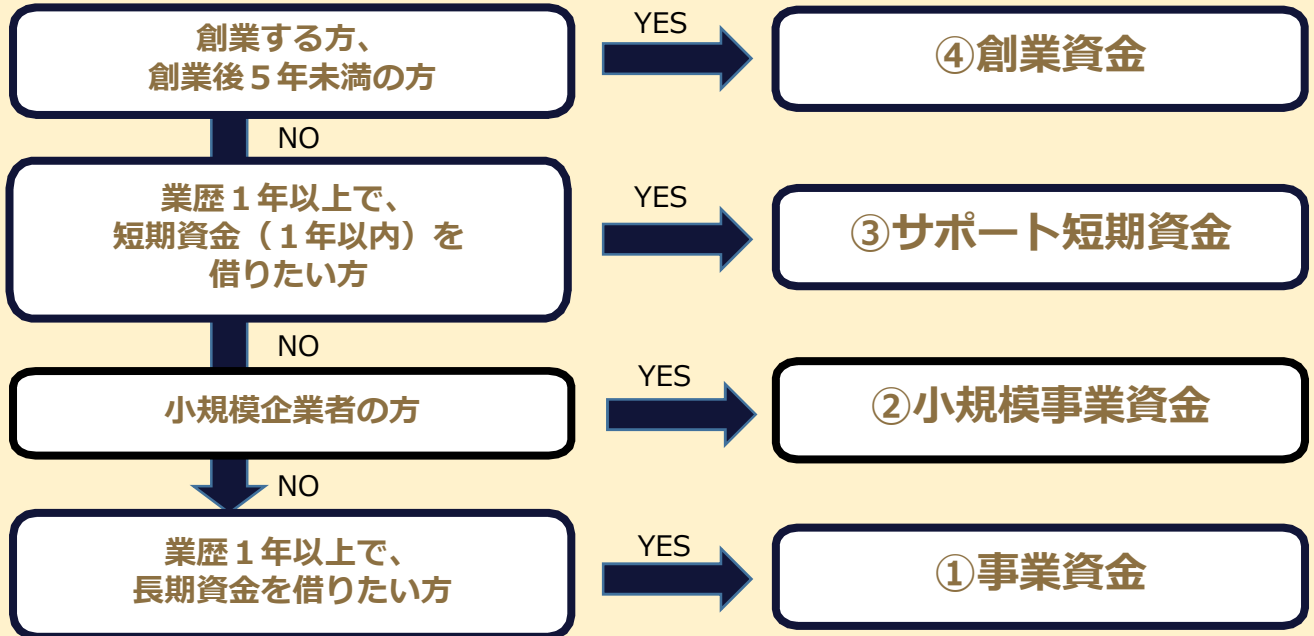 創業する方、
創業後５年未満の方
YES
④創業資金
NO
業歴１年以上で、
短期資金（１年以内）を
借りたい方
YES
③サポート短期資金
NO
小規模企業者の方
YES
②小規模事業資金
NO
業歴１年以上で、
長期資金を借りたい方
YES
①事業資金